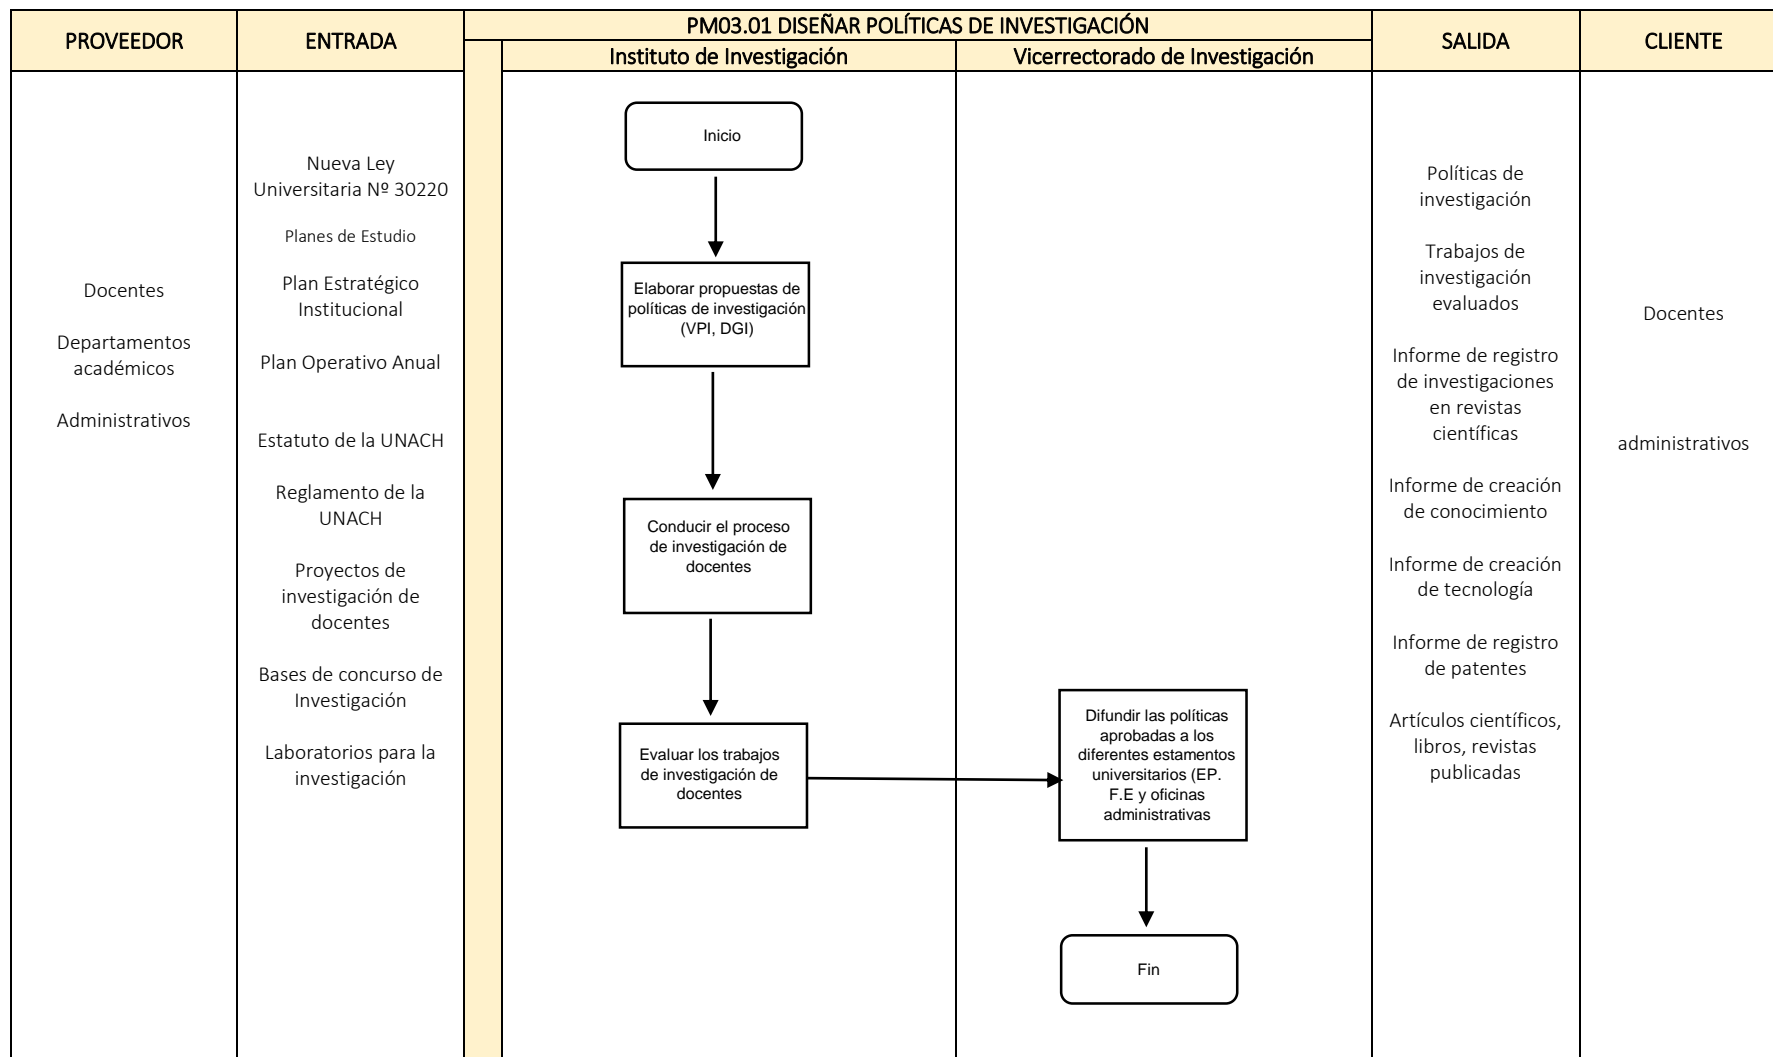 PROVEEDOR
ENTRADA
PM03.01 DISEÑAR POLÍTICAS DE INVESTIGACIÓN
Instituto de Investigación
Vicerrectorado de Investigación
SALIDA
CLIENTE
Docentes
Departamentos
académicos
Administrativos
Nueva Ley
Universitaria Nº 30220
Planes de Estudio
Plan Estratégico
Institucional
Plan Operativo Anual
Estatuto de la UNACH
Reglamento de la
UNACH
Proyectos de
investigación de
docentes
Bases de concurso de
Investigación
Laboratorios para la
investigación
Inicio
Elaborar propuestas de
políticas de investigación
(VPI, DGI)
Conducir el proceso
de investigación de
docentes
Evaluar los trabajos
de investigación de
docentes
Difundir las políticas
aprobadas a los
diferentes estamentos
universitarios (EP.
F.E y oficinas
administrativas
Fin
Políticas de
investigación
Trabajos de
investigación
evaluados
Informe de registro
de investigaciones
en revistas
científicas
Informe de creación
de conocimiento
Informe de creación
de tecnología
Informe de registro
de patentes
Artículos científicos,
libros, revistas
publicadas
Docentes
administrativos